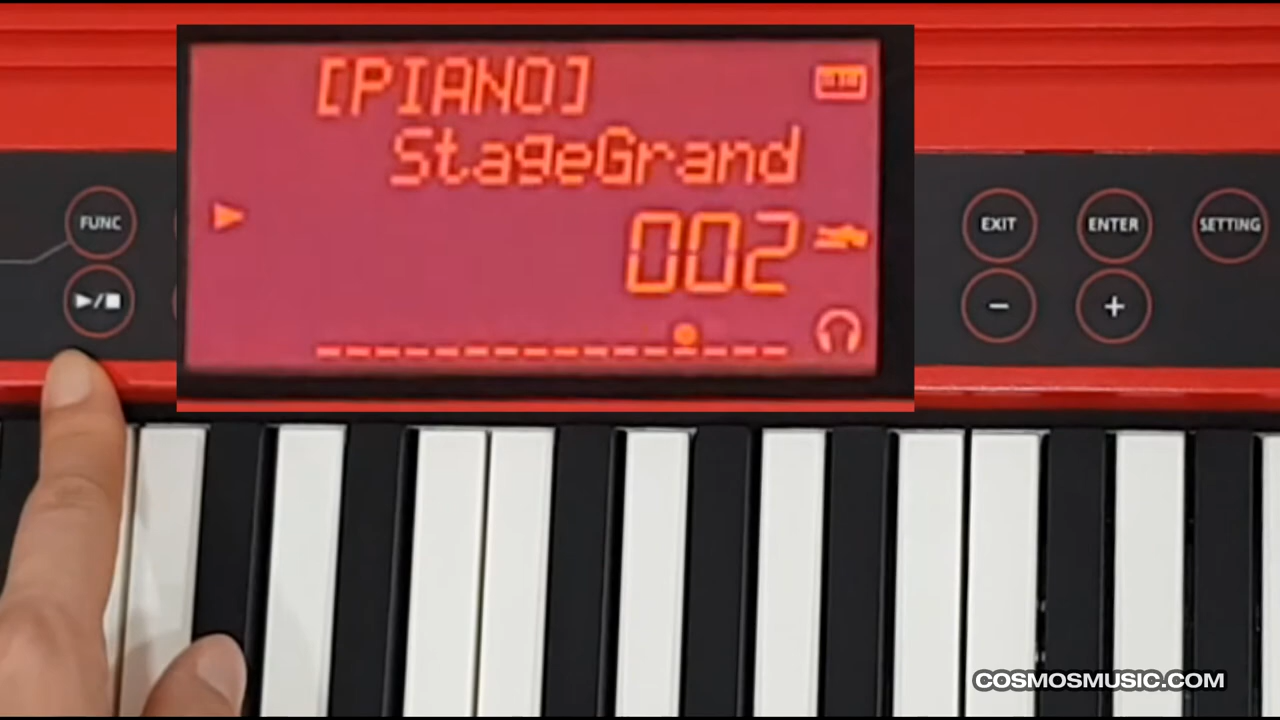 [PIANO]
StageGrand
002
FUNC
▶/■
EXIT
ENTER
SETTING
−
+
COSMOSMUSIC.COM